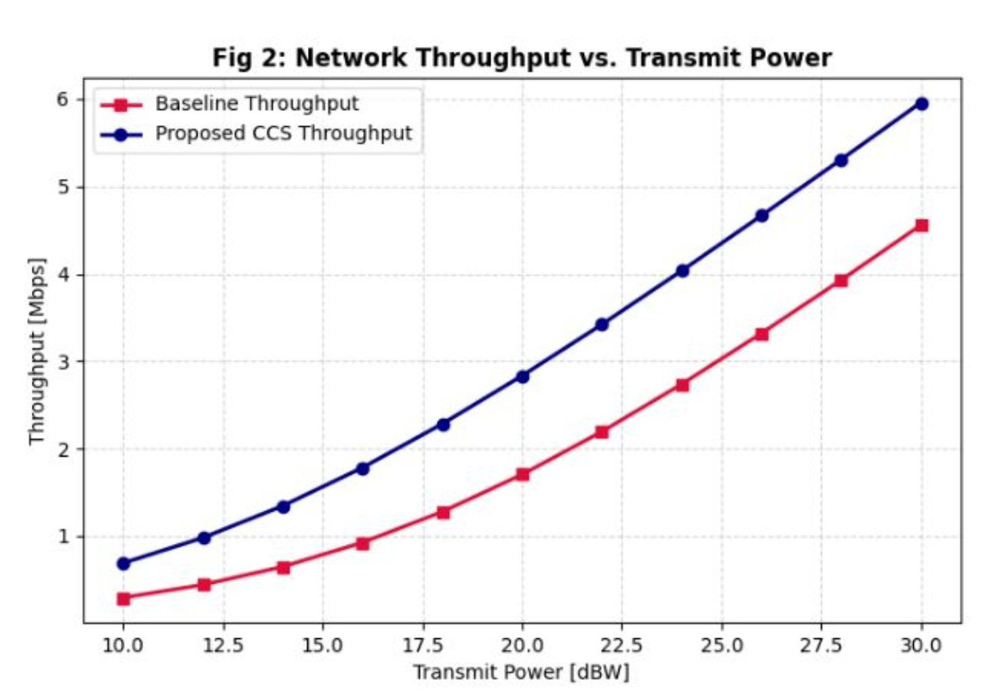 Fig 2: Network Throughput vs. Transmit Power
Baseline Throughput
Proposed CCS Throughput
6
5
4
3
2
1
Throughput [Mbps]
10.0 12.5 15.0 17.5 20.0 22.5 25.0 27.5 30.0
Transmit Power [dBW]